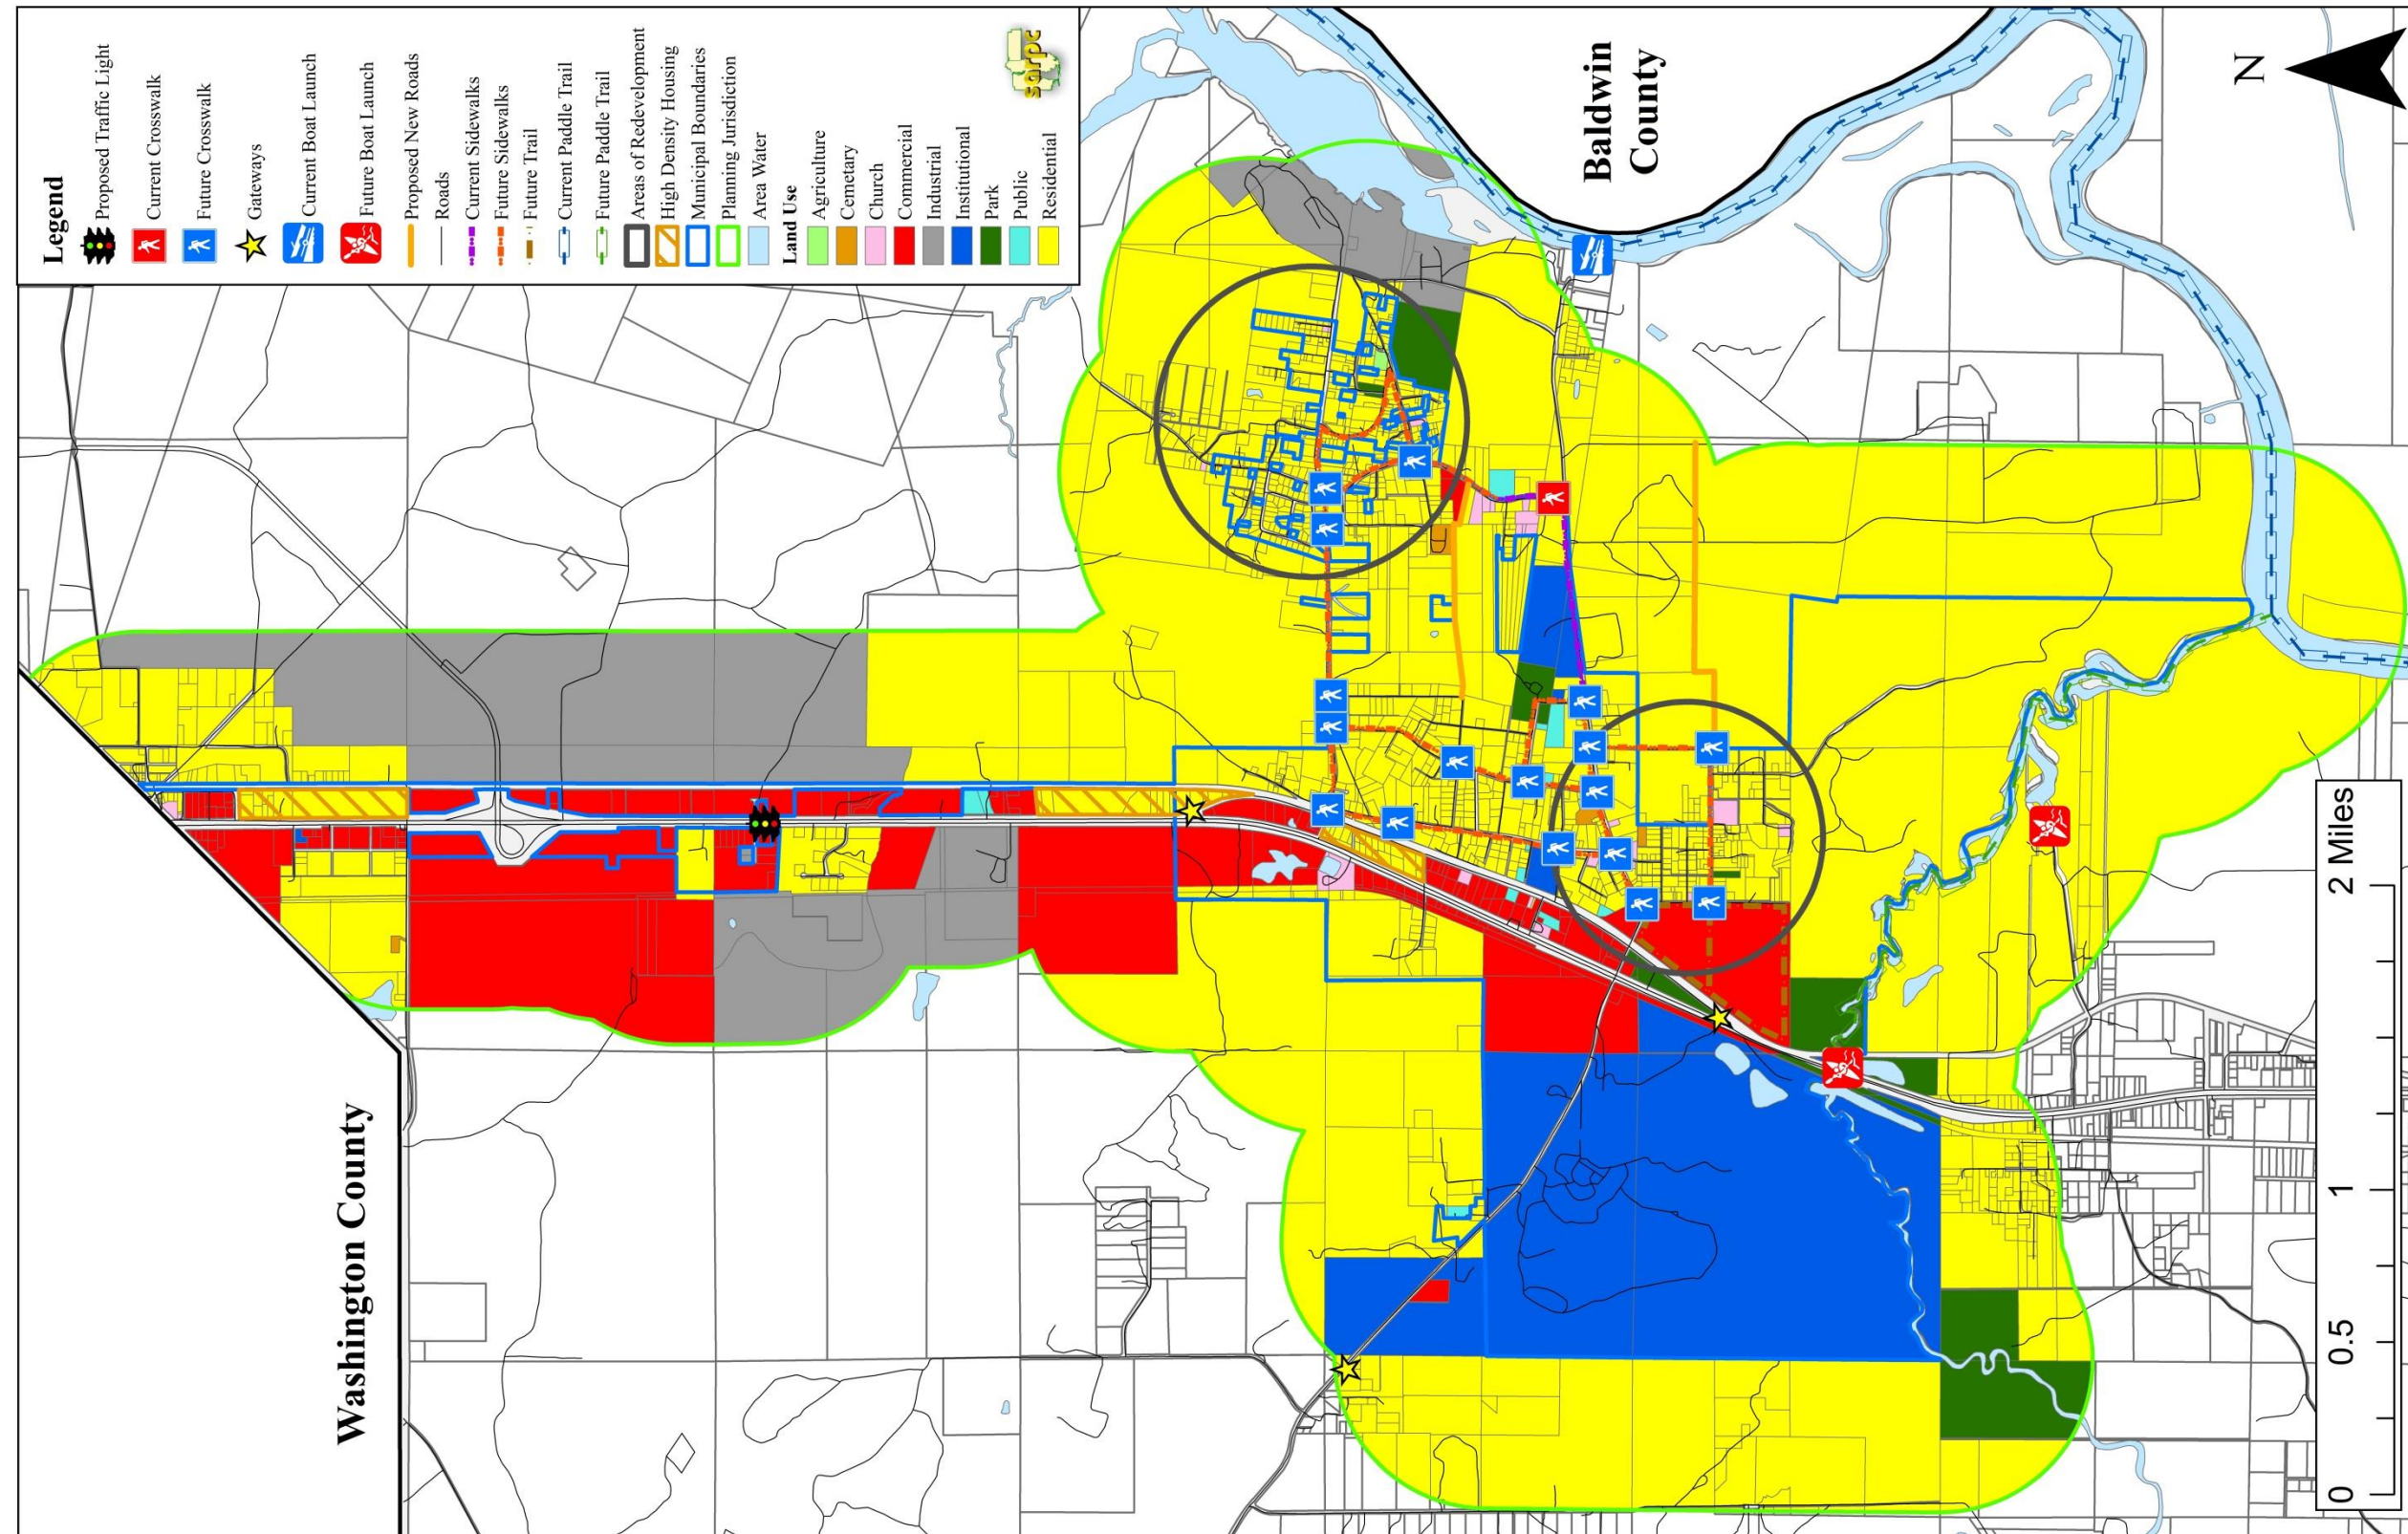 Legend
Proposed Traffic Light
Current Crosswalk
Future Crosswalk
Gateways
Current Boat Launch
Future Boat Launch
Proposed New Roads
Roads
Current Sidewalks
Future Sidewalks
Future Trail
Current Paddle Trail
Future Paddle Trail
Areas of Redevelopment
High Density Housing
Municipal Boundaries
Planning Jurisdiction
Area Water
Land Use
Agriculture
Cemetary
Church
Commercial
Industrial
Institutional
Park
Public
Residential
sarpc
Washington County
Baldwin
County
N
0
0.5
1
2 Miles